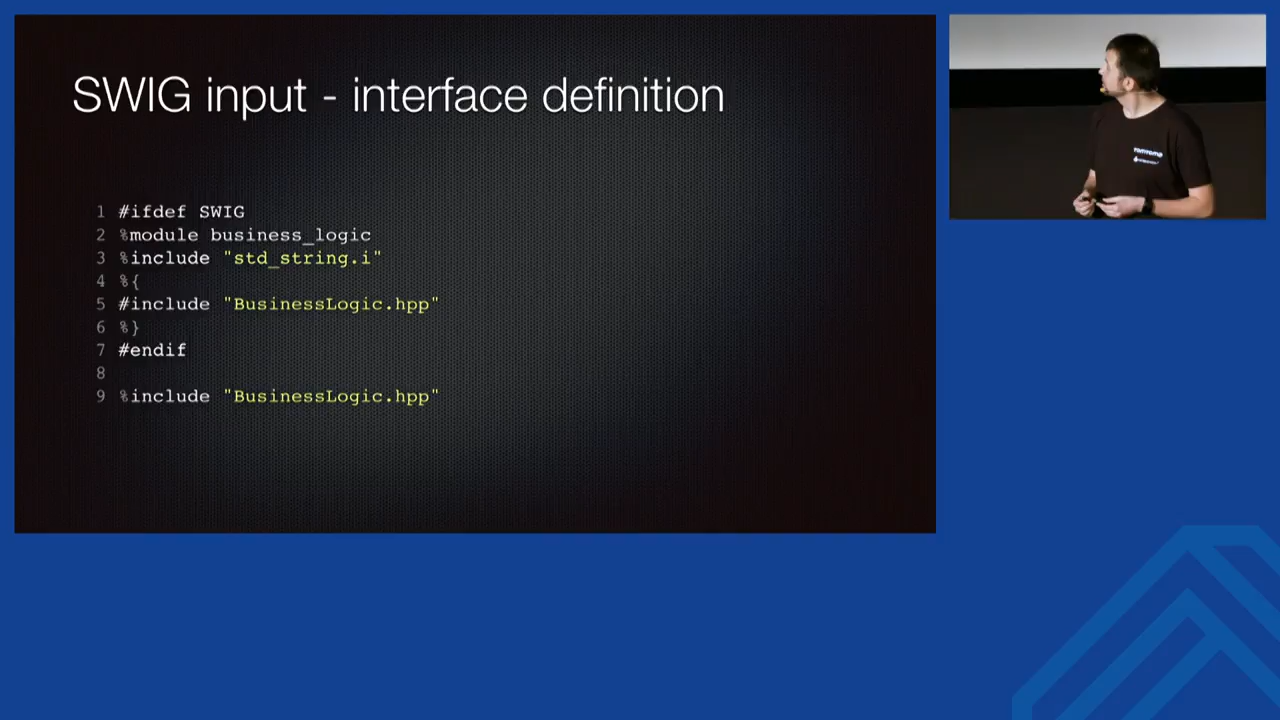 SWIG input - interface definition
1 #ifdef SWIG
2 %module business_logic
3 %include "std_string.i"
4 %{
5 #include "BusinessLogic.hpp"
6 %}
7 #endif
8
9 %include "BusinessLogic.hpp"